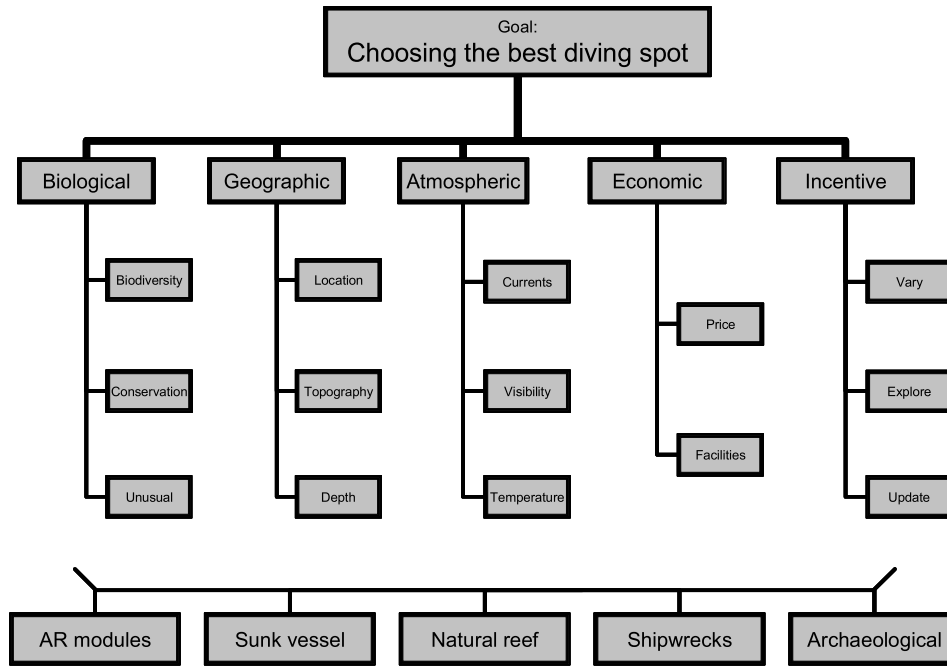 Goal:
Choosing the best diving spot
Biological
Geographic
Atmospheric
Economic
Incentive
Biodiversity
Location
Currents
Vary
Price
Conservation
Topography
Visibility
Explore
Facilities
Unusual
Depth
Temperature
Update
AR modules
Sunk vessel
Natural reef
Shipwrecks
Archaeological